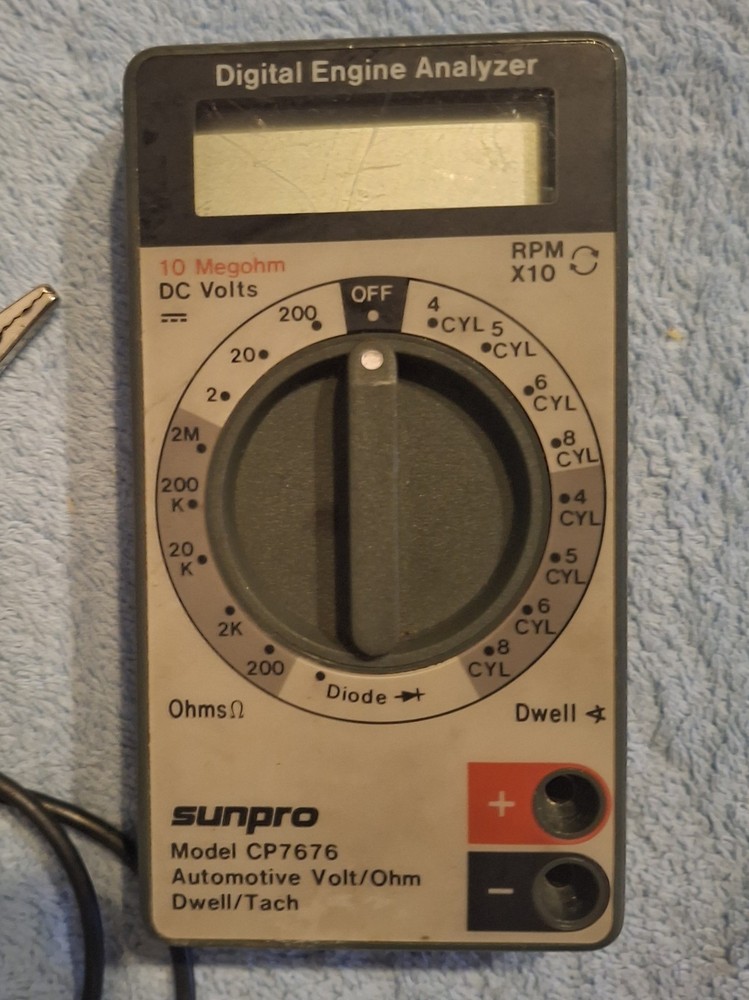 Digital Engine Analyzer
10 Megohm
DC Volts
RPM
X10
OFF
200
20
2
2M
200
K
20
K
2K
200
Diode
4
CYL
5
CYL
6
CYL
8
CYL
4
CYL
5
CYL
6
CYL
8
CYL
OhmsΩ
Dwell
+
−
sunpro
Model CP7676
Automotive Volt/Ohm
Dwell/Tach